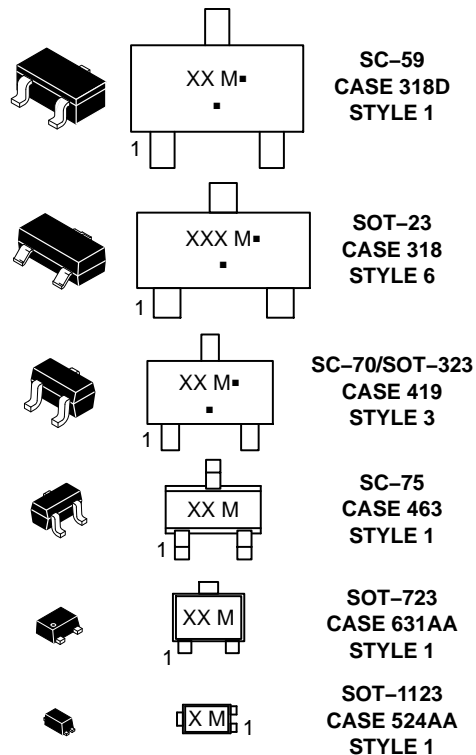 XX M▪
▪
1
SC–59
CASE 318D
STYLE 1
XXX M▪
▪
1
SOT–23
CASE 318
STYLE 6
XX M▪
▪
1
SC–70/SOT–323
CASE 419
STYLE 3
XX M
1
SC–75
CASE 463
STYLE 1
XX M
1
SOT–723
CASE 631AA
STYLE 1
X M
1
SOT–1123
CASE 524AA
STYLE 1